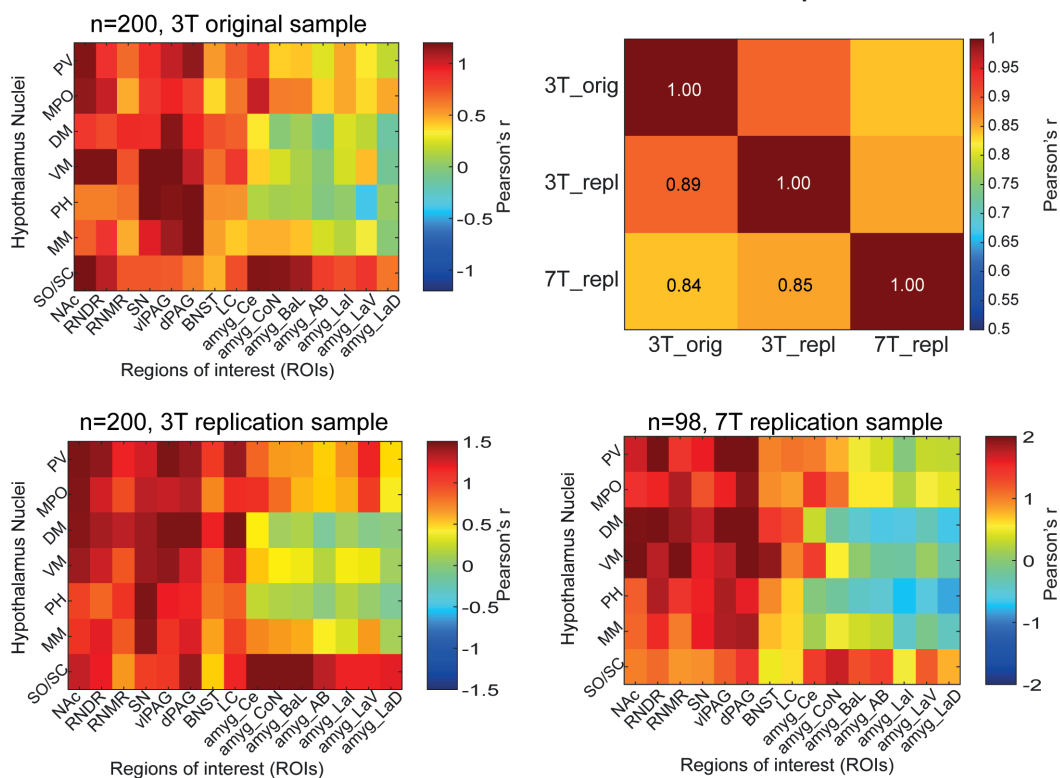 n=200, 3T original sample
Hypothalamus Nuclei
PV
MPO
DM
VM
PH
MM
SO/SC
NAc
RNDR
RNMR
SN
vlPAG
dPAG
BNST
LC
amyg_Ce
amyg_CoN
amyg_BaL
amyg_AB
amyg_LaI
amyg_LaV
amyg_LaD
Regions of interest (ROIs)
1
0.5
0
-0.5
-1
Pearson's r
3T_orig
3T_repl
7T_repl
1.00
0.89
1.00
0.84
0.85
1.00
3T_orig
3T_repl
7T_repl
1
0.95
0.9
0.85
0.8
0.75
0.7
0.65
0.6
0.55
0.5
Pearson's r
n=200, 3T replication sample
Hypothalamus Nuclei
PV
MPO
DM
VM
PH
MM
SO/SC
NAc
RNDR
RNMR
SN
vlPAG
dPAG
BNST
LC
amyg_Ce
amyg_CoN
amyg_BaL
amyg_AB
amyg_LaI
amyg_LaV
amyg_LaD
Regions of interest (ROIs)
1.5
1
0.5
0
-0.5
-1
-1.5
Pearson's r
n=98, 7T replication sample
Hypothalamus Nuclei
PV
MPO
DM
VM
PH
MM
SO/SC
NAc
RNDR
RNMR
SN
vlPAG
dPAG
BNST
LC
amyg_Ce
amyg_CoN
amyg_BaL
amyg_AB
amyg_LaI
amyg_LaV
amyg_LaD
Regions of interest (ROIs)
2
1
0
−1
−2
Pearson's r